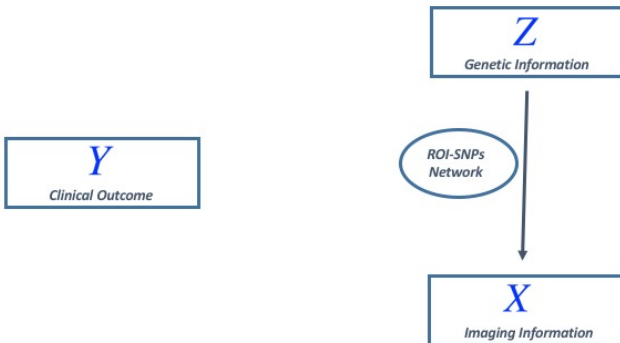 Z
Genetic Information
ROI-SNPs
Network
Y
Clinical Outcome
X
Imaging Information